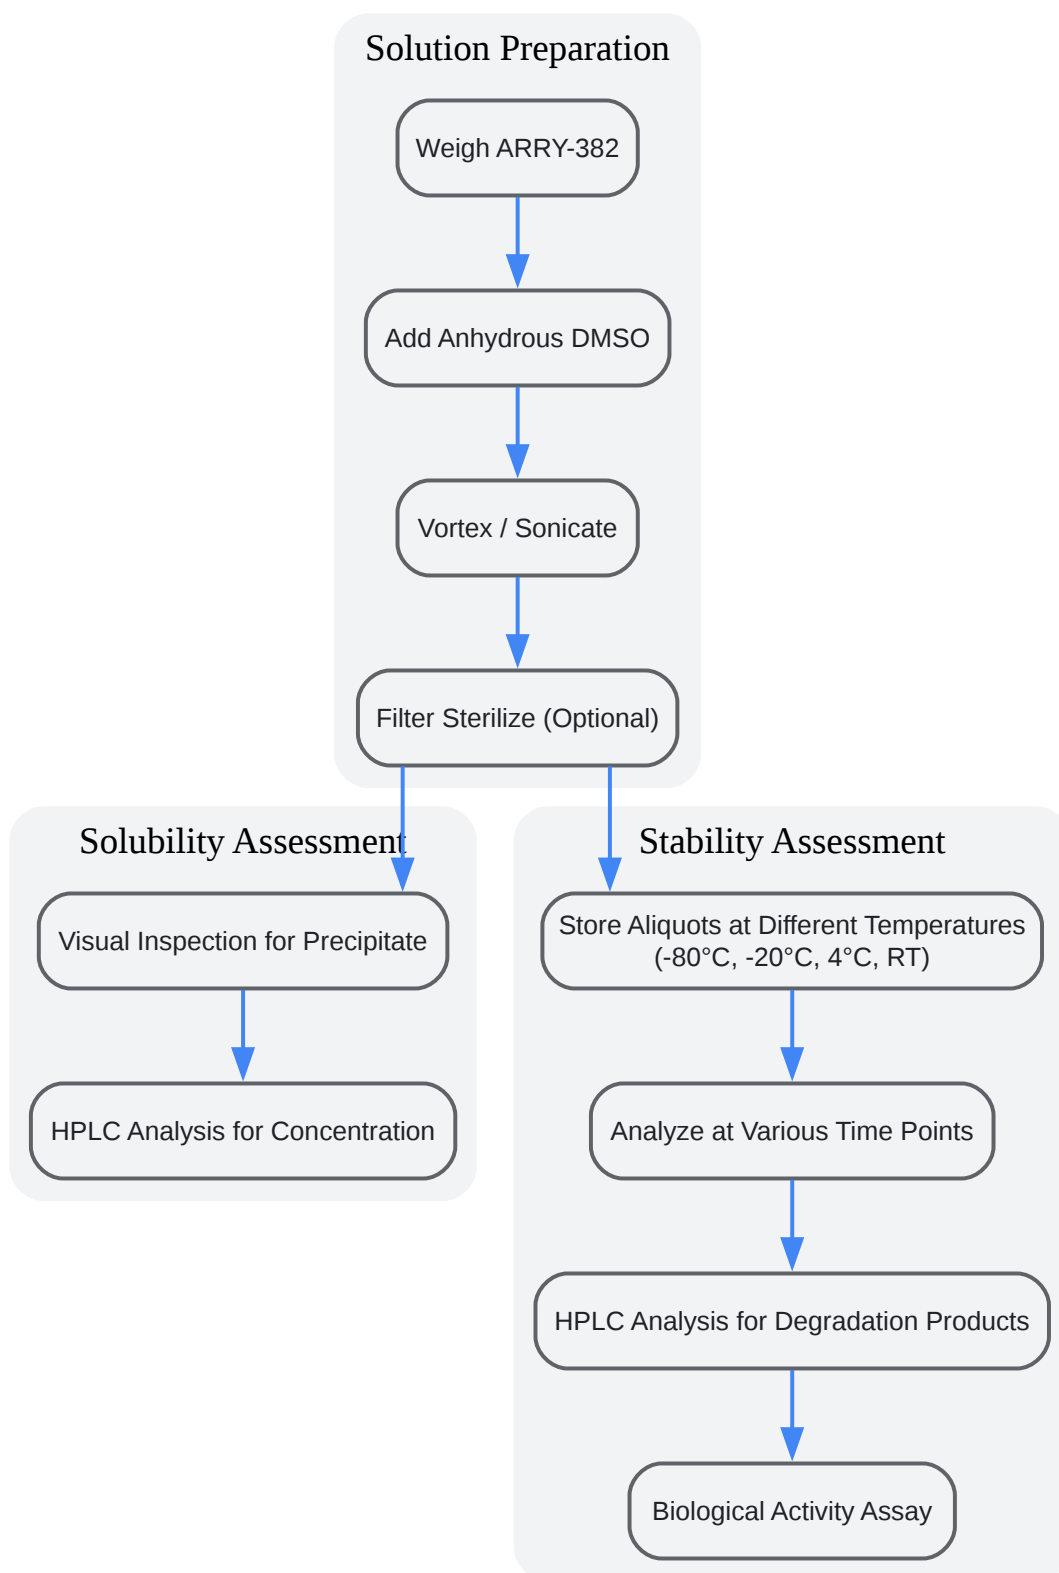 Solution Preparation
Weigh ARRY-382
Add Anhydrous DMSO
Vortex / Sonicate
Filter Sterilize (Optional)
Solubility Assessment
Visual Inspection for Precipitate
HPLC Analysis for Concentration
Stability Assessment
Store Aliquots at Different Temperatures
(-80°C, -20°C, 4°C, RT)
Analyze at Various Time Points
HPLC Analysis for Degradation Products
Biological Activity Assay